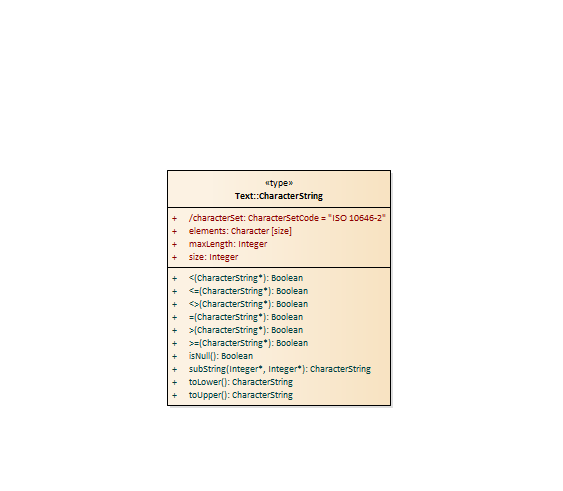 «type»
Text::CharacterString
+ /characterSet: CharacterSetCode = "ISO 10646-2"
+ elements: Character [size]
+ maxLength: Integer
+ size: Integer
+ <(CharacterString*): Boolean
+ <=(CharacterString*): Boolean
+ <>(CharacterString*): Boolean
+ =(CharacterString*): Boolean
+ >(CharacterString*): Boolean
+ >=(CharacterString*): Boolean
+ isNull(): Boolean
+ subString(Integer*, Integer*): CharacterString
+ toLower(): CharacterString
+ toUpper(): CharacterString